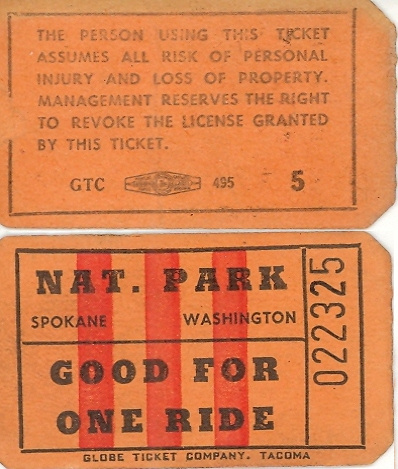 THE PERSON USING THIS TICKET
ASSUMES ALL RISK OF PERSONAL
INJURY AND LOSS OF PROPERTY.
MANAGEMENT RESERVES THE RIGHT
TO REVOKE THE LICENSE GRANTED
BY THIS TICKET.
GTC 495 5
NAT. PARK
SPOKANE WASHINGTON
GOOD FOR
ONE RIDE
022325
GLOBE TICKET COMPANY, TACOMA